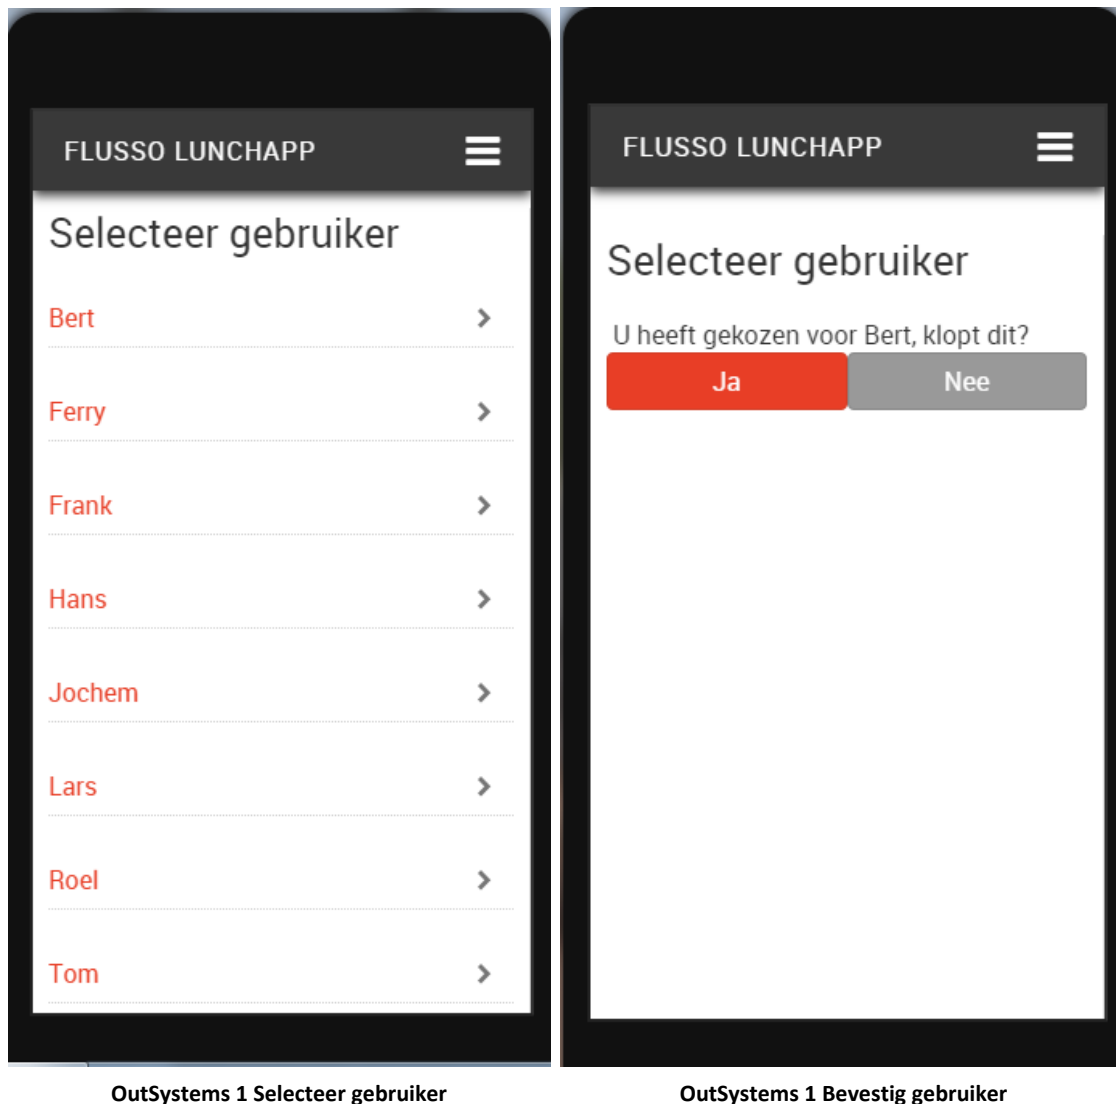 FLUSSO LUNCHAPP
Selecteer gebruiker
Bert
Ferry
Frank
Hans
Jochem
Lars
Roel
Tom
OutSystems 1 Selecteer gebruiker
FLUSSO LUNCHAPP
Selecteer gebruiker
U heeft gekozen voor Bert, klopt dit?
Ja Nee
OutSystems 1 Bevestig gebruiker